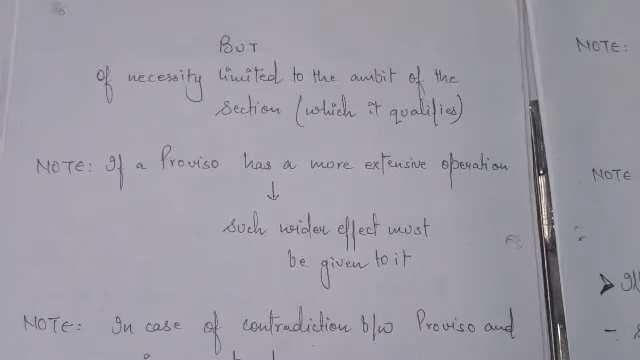 BUT
Of necessity limited to the ambit of the
section (which it qualifies)
NOTE: If a Proviso has a more extensive operation
↓
such wider effect must
be given to it
NOTE: In case of contradiction b/w Proviso and
NOTE:
NOTE